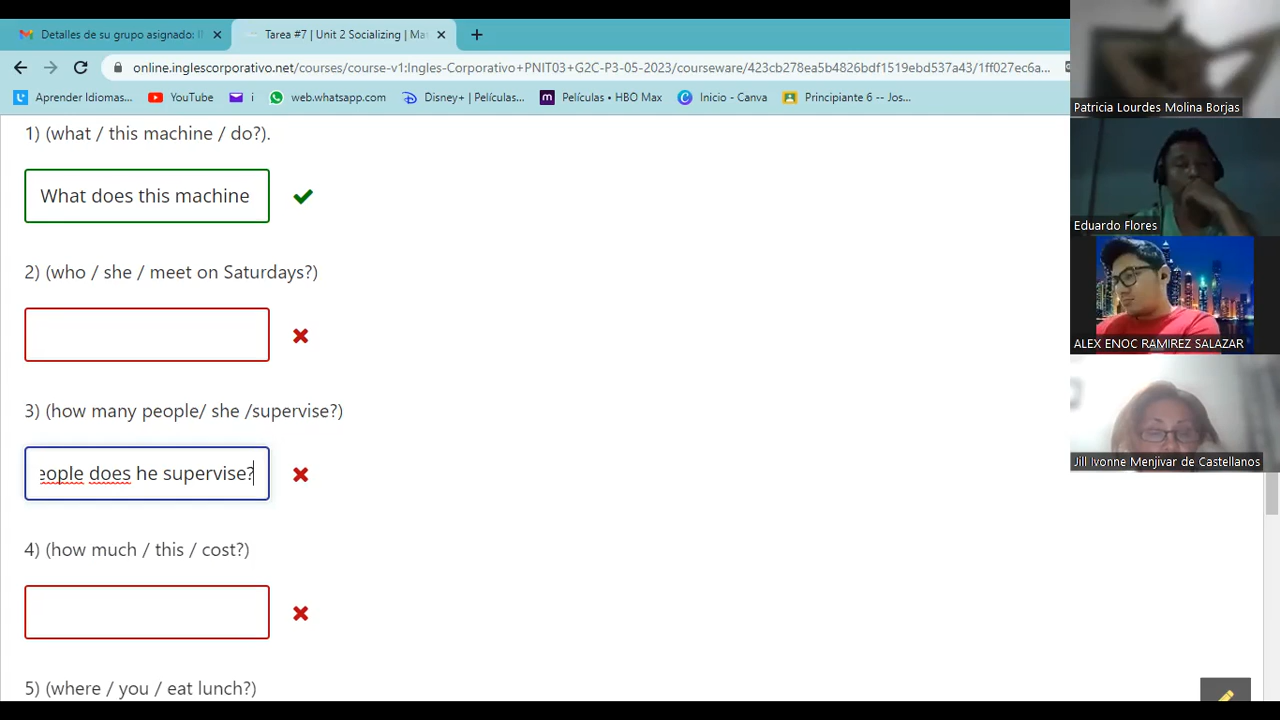 Detalles de su grupo asignado: I
Tarea #7 | Unit 2 Socializing | Ma
online.inglescorporativo.net/courses/course-v1:Ingles-Corporativo+PNIT03+G2C-P3-05-2023/courseware/423cb278ea5b4826bdf1519ebd537a43/1ff027ec6a...
Aprender Idiomas...
YouTube
i
web.whatsapp.com
Disney+ | Películas...
Películas • HBO Max
Inicio - Canva
Principiante 6 -- Jos...
1) (what / this machine / do?).
What does this machine
2) (who / she / meet on Saturdays?)
3) (how many people/ she /supervise?)
eople does he supervise?
4) (how much / this / cost?)
5) (where / you / eat lunch?)
Patricia Lourdes Molina Borjas
Eduardo Flores
ALEX ENOC RAMIREZ SALAZAR
Jill Ivonne Menjivar de Castellanos